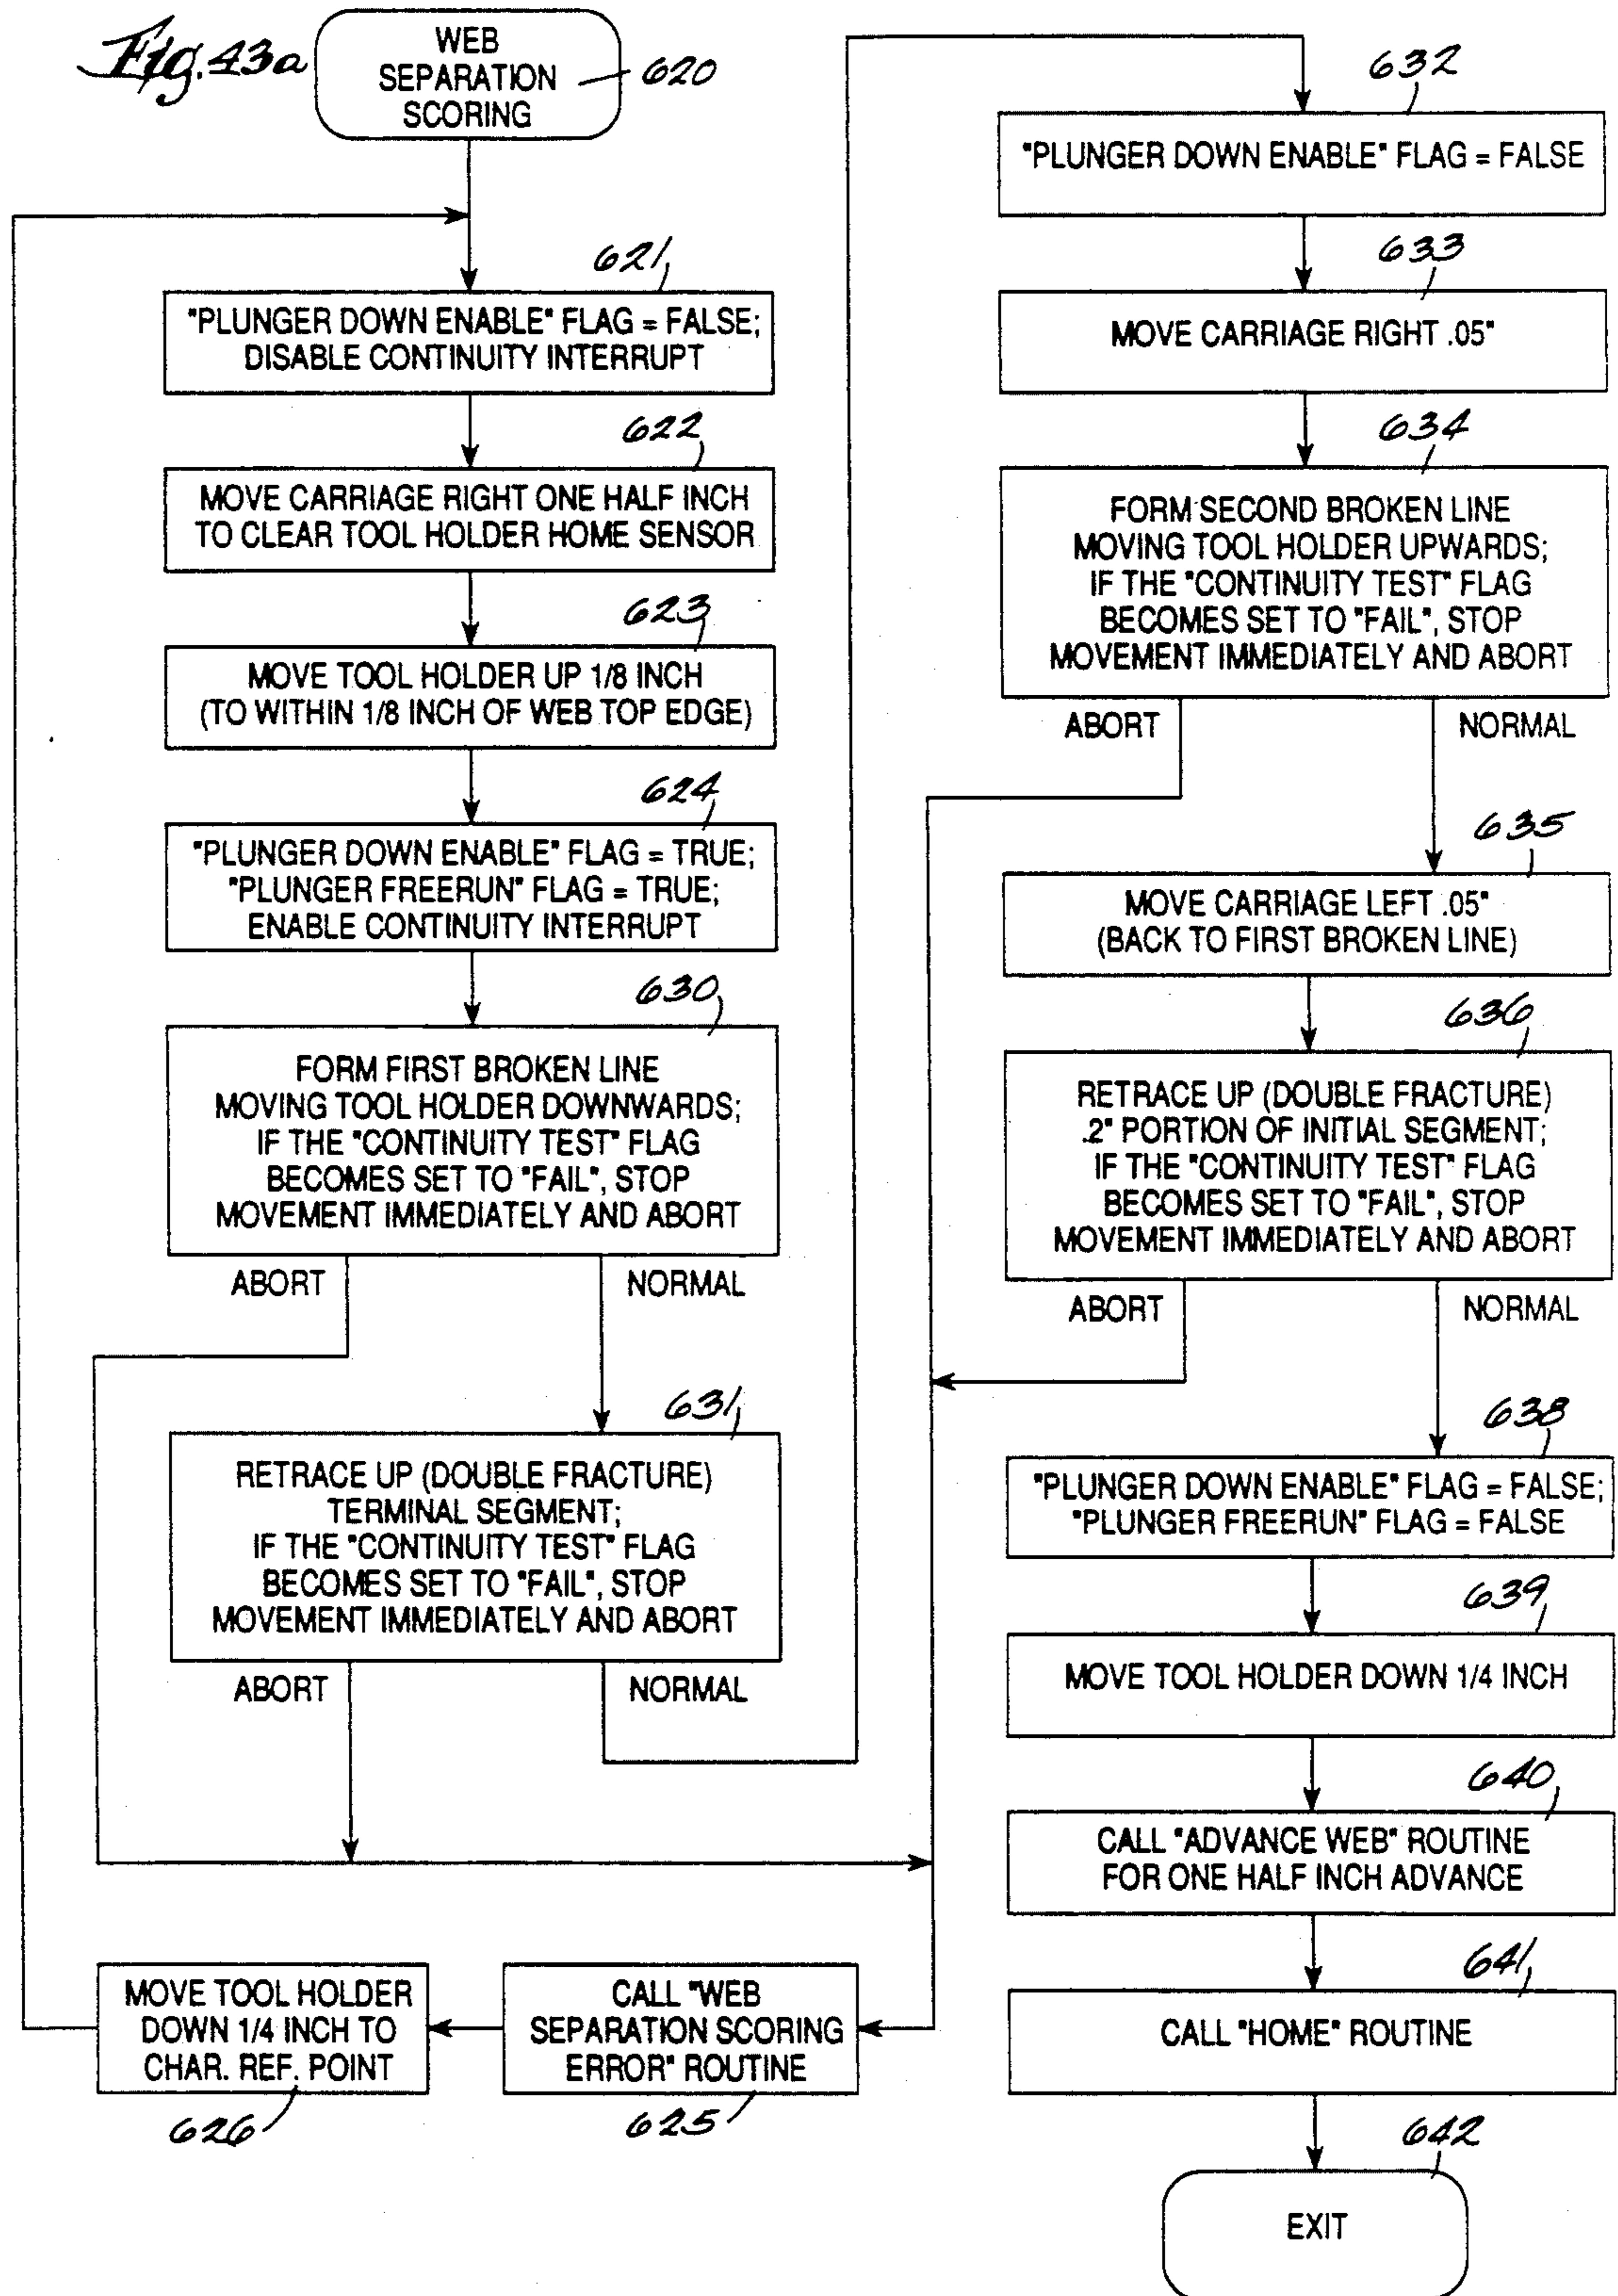 Fig. 43a
WEB
SEPARATION
SCORING
620
621
"PLUNGER DOWN ENABLE" FLAG = FALSE;
DISABLE CONTINUITY INTERRUPT
622
MOVE CARRIAGE RIGHT ONE HALF INCH
TO CLEAR TOOL HOLDER HOME SENSOR
623
MOVE TOOL HOLDER UP 1/8 INCH
(TO WITHIN 1/8 INCH OF WEB TOP EDGE)
624
"PLUNGER DOWN ENABLE" FLAG = TRUE;
"PLUNGER FREERUN" FLAG = TRUE;
ENABLE CONTINUITY INTERRUPT
630
FORM FIRST BROKEN LINE
MOVING TOOL HOLDER DOWNWARDS;
IF THE "CONTINUITY TEST" FLAG
BECOMES SET TO "FAIL", STOP
MOVEMENT IMMEDIATELY AND ABORT
ABORT
NORMAL
631
RETRACE UP (DOUBLE FRACTURE)
TERMINAL SEGMENT;
IF THE "CONTINUITY TEST" FLAG
BECOMES SET TO "FAIL", STOP
MOVEMENT IMMEDIATELY AND ABORT
ABORT
NORMAL
MOVE TOOL HOLDER
DOWN 1/4 INCH TO
CHAR. REF. POINT
626
CALL "WEB
SEPARATION SCORING
ERROR" ROUTINE
625
632
"PLUNGER DOWN ENABLE" FLAG = FALSE
633
MOVE CARRIAGE RIGHT .05"
634
FORM SECOND BROKEN LINE
MOVING TOOL HOLDER UPWARDS;
IF THE "CONTINUITY TEST" FLAG
BECOMES SET TO "FAIL", STOP
MOVEMENT IMMEDIATELY AND ABORT
ABORT
NORMAL
635
MOVE CARRIAGE LEFT .05"
(BACK TO FIRST BROKEN LINE)
636
RETRACE UP (DOUBLE FRACTURE)
.2" PORTION OF INITIAL SEGMENT;
IF THE "CONTINUITY TEST" FLAG
BECOMES SET TO "FAIL", STOP
MOVEMENT IMMEDIATELY AND ABORT
ABORT
NORMAL
638
"PLUNGER DOWN ENABLE" FLAG = FALSE;
"PLUNGER FREERUN" FLAG = FALSE
639
MOVE TOOL HOLDER DOWN 1/4 INCH
640
CALL "ADVANCE WEB" ROUTINE
FOR ONE HALF INCH ADVANCE
641
CALL "HOME" ROUTINE
642
EXIT